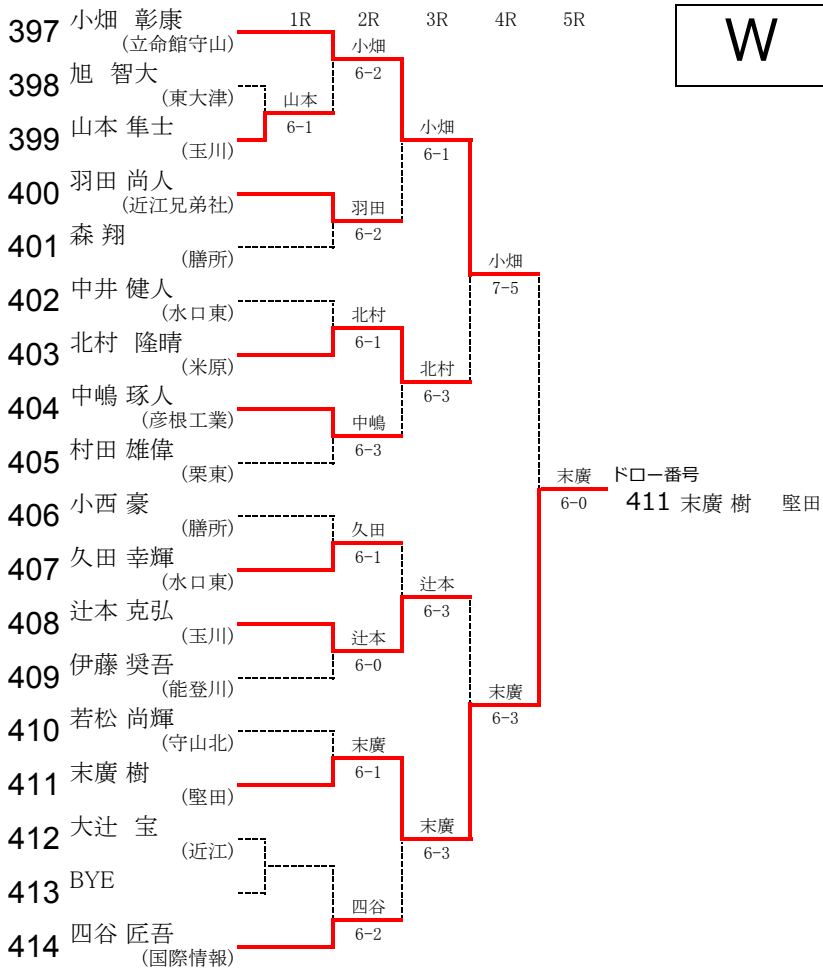 1R 2R 3R 4R 5R
W
397 小畑 彰康
(立命館守山)
小畑
6-2
398 旭 智大
(東大津)
山本
6-1
399 山本 隼士
(玉川)
小畑
6-1
400 羽田 尚人
(近江兄弟社)
羽田
6-2
401 森 翔
(膳所)
小畑
7-5
402 中井 健人
(水口東)
北村
6-1
403 北村 隆晴
(米原)
北村
6-3
404 中嶋 琢人
(彦根工業)
中嶋
6-3
405 村田 雄偉
(栗東)
末廣
6-0
ドロー番号
411 末廣 樹 堅田
406 小西 豪
(膳所)
久田
6-1
407 久田 幸輝
(水口東)
辻本
6-3
408 辻本 克弘
(玉川)
辻本
6-0
409 伊藤 奨吾
(能登川)
末廣
6-3
410 若松 尚輝
(守山北)
末廣
6-1
411 末廣 樹
(堅田)
末廣
6-3
412 大辻 宝
(近江)
413 BYE
四谷
6-2
414 四谷 匠吾
(国際情報)